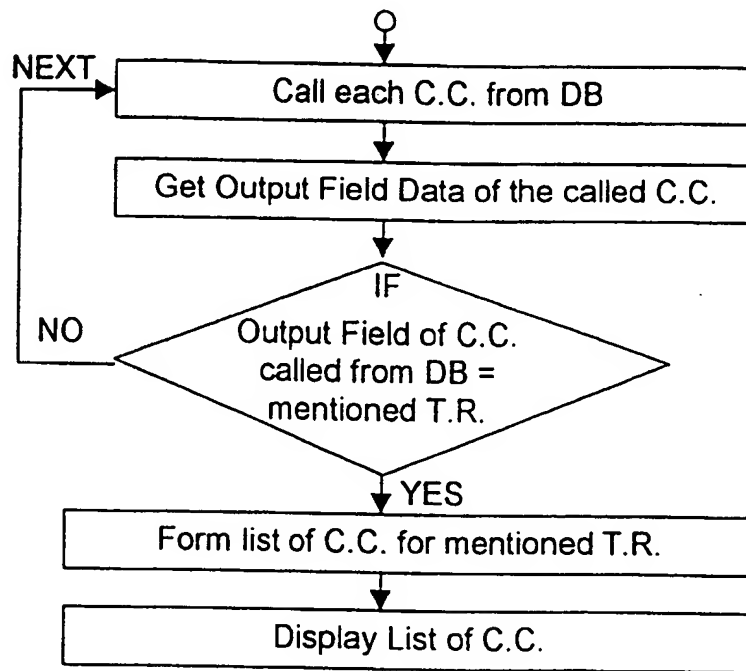 NEXT
Call each C.C. from DB
Get Output Field Data of the called C.C.
IF
NO
Output Field of C.C.
called from DB =
mentioned T.R.
YES
Form list of C.C. for mentioned T.R.
Display List of C.C.